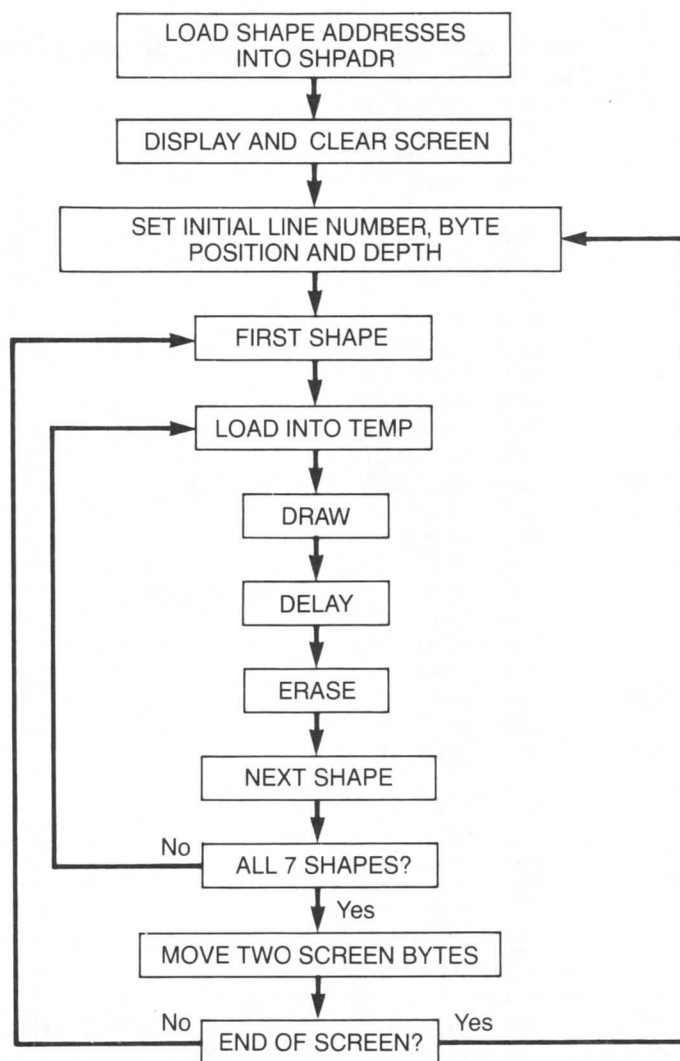 LOAD SHAPE ADDRESSES
INTO SHPADR
DISPLAY AND CLEAR SCREEN
SET INITIAL LINE NUMBER, BYTE
POSITION AND DEPTH
FIRST SHAPE
LOAD INTO TEMP
DRAW
DELAY
ERASE
NEXT SHAPE
No
ALL 7 SHAPES?
Yes
MOVE TWO SCREEN BYTES
No
END OF SCREEN?
Yes